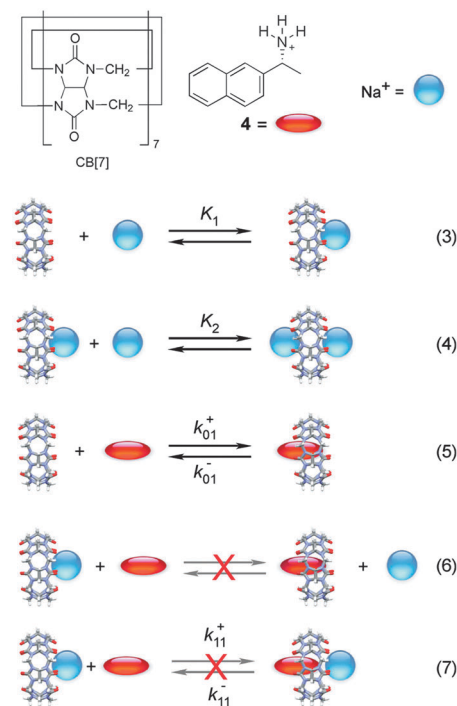 O
N N-CH₂
N N-CH₂
O
7
CB[7]
H
H-N-H
+
4 =
Na⁺ =
+ K₁ (3)
+ K₂ (4)
+ k₀₁⁺ (5)
k₀₁⁻
+ X + (6)
+ k₁₁⁺ (7)
X
k₁₁⁻